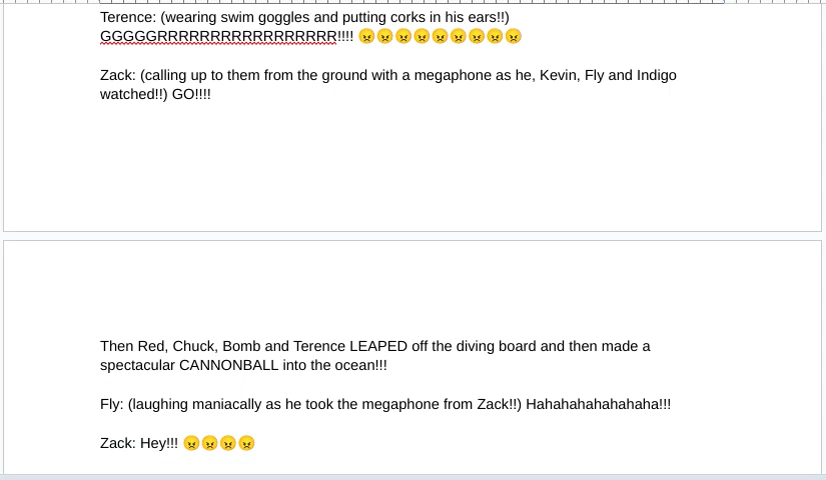 Terence: (wearing swim goggles and putting corks in his ears!!)
GGGGGRRRRRRRRRRRRRRRRR!!!! 😠😠😠😠😠😠😠😠😠
Zack: (calling up to them from the ground with a megaphone as he, Kevin, Fly and Indigo
watched!!) GO!!!!
Then Red, Chuck, Bomb and Terence LEAPED off the diving board and then made a
spectacular CANNONBALL into the ocean!!!
Fly: (laughing maniacally as he took the megaphone from Zack!!) Hahahahahahahaha!!!
Zack: Hey!!! 😠😠😠😠